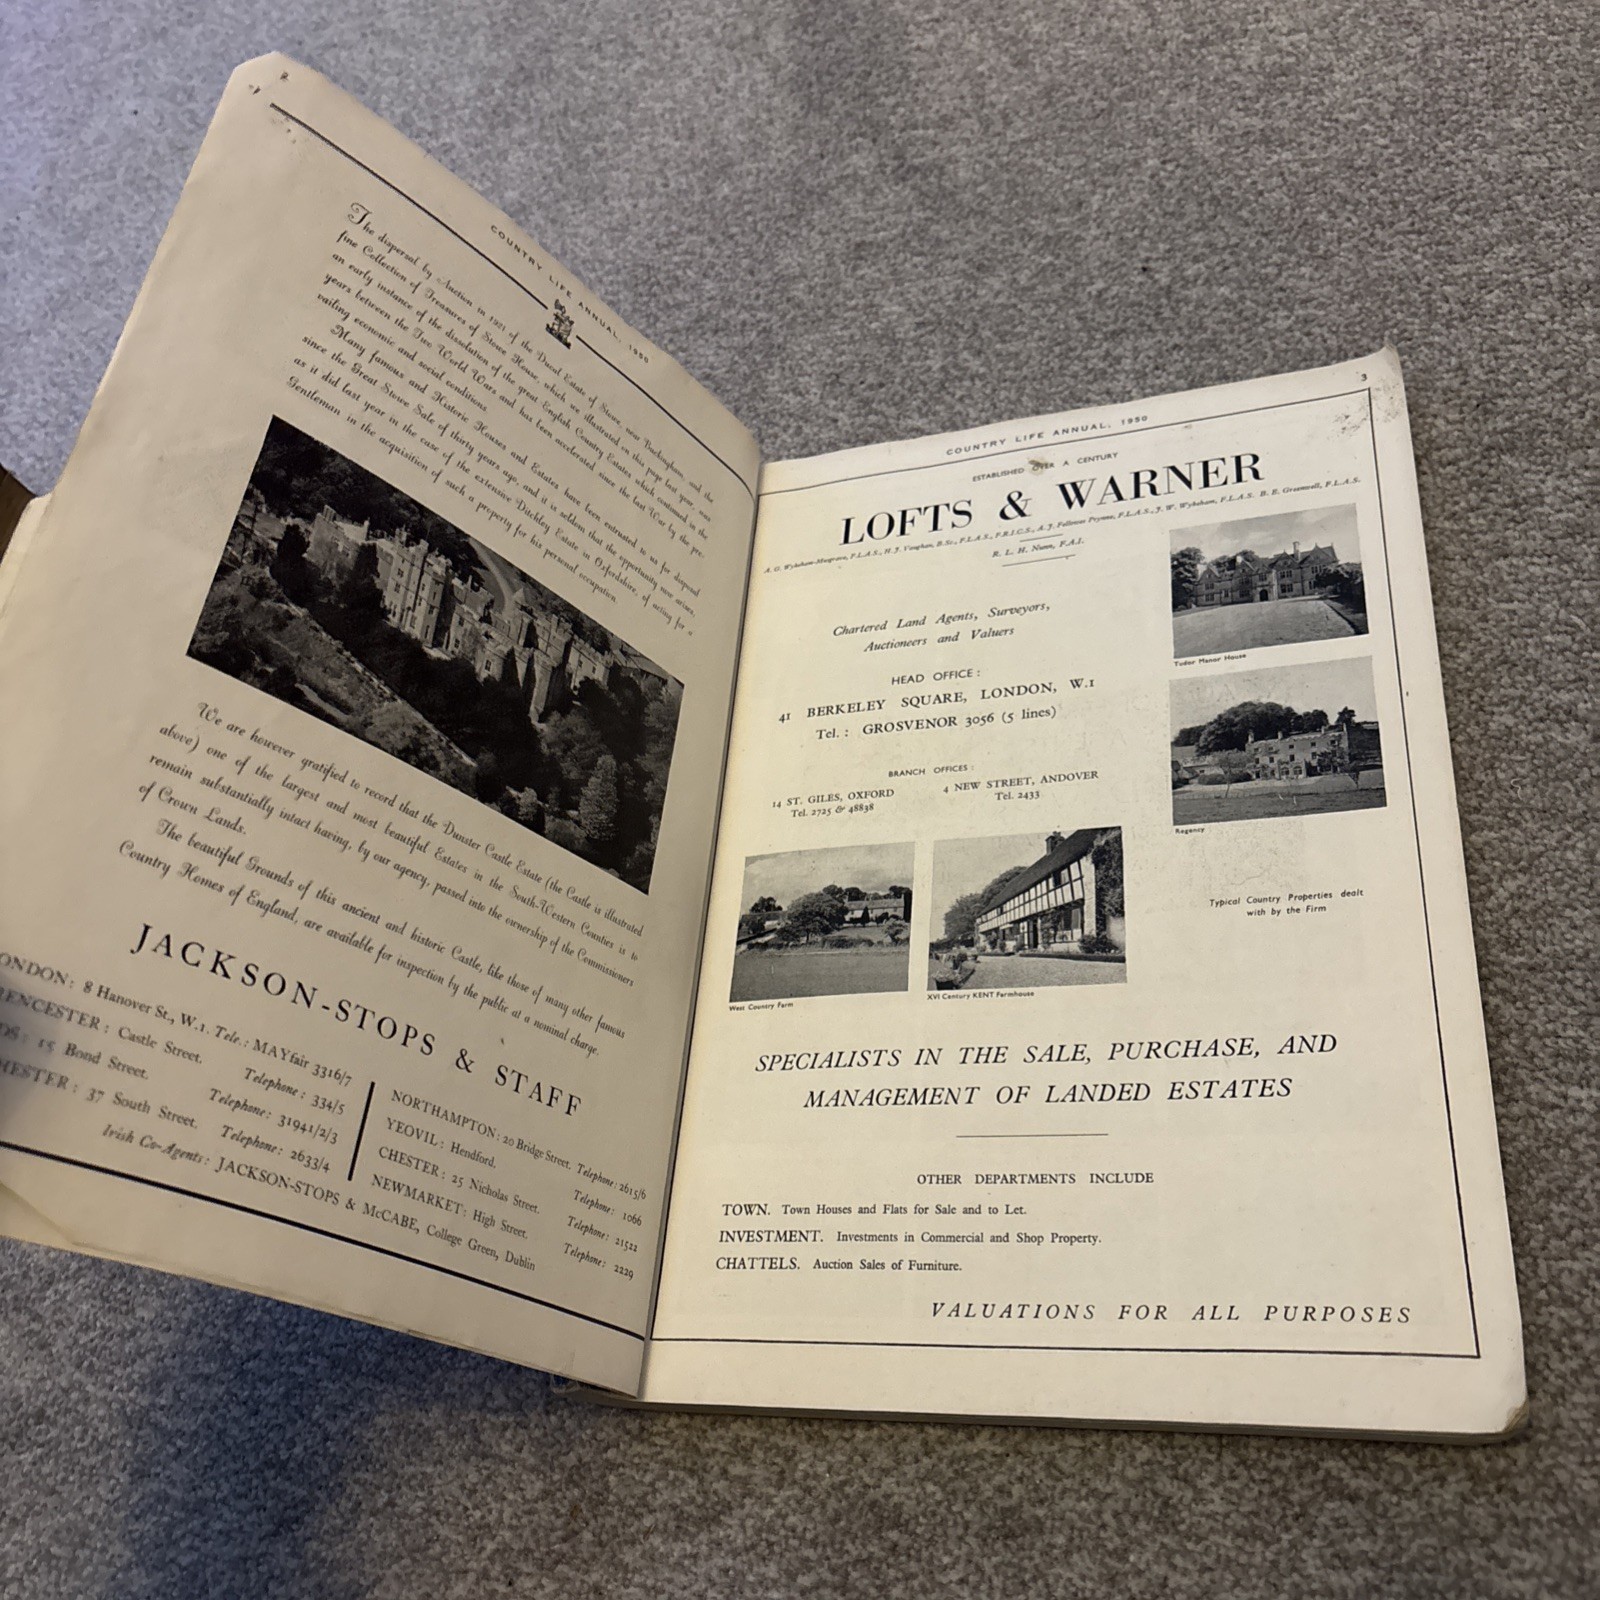 2
COUNTRY LIFE ANNUAL, 1950
The dispersal by Auction in 1921 of the Ducal Estate of Stowe, near Buckingham, and the
fine Collection of Treasures of Stowe House, which we illustrated on this page last year, was
an early instance of the dissolution of the great English Country Estates which continued in the
years between the Two World Wars and has been accelerated since the last War by the pre-
vailing economic and social conditions.
Many famous and Historic Houses and Estates have been entrusted to us for disposal
since the Great Stowe Sale of thirty years ago, and it is seldom that the opportunity now arises,
as it did last year in the case of the extensive Ditchley Estate in Oxfordshire, of acting for a
Gentleman in the acquisition of such a property for his personal occupation.
We are however gratified to record that the Dunster Castle Estate (the Castle is illustrated
above) one of the largest and most beautiful Estates in the South-Western Counties is to
remain substantially intact having, by our agency, passed into the ownership of the Commissioners
of Crown Lands.
The beautiful Grounds of this ancient and historic Castle, like those of many other famous
Country Homes of England, are available for inspection by the public at a nominal charge.
JACKSON-STOPS & STAFF
ONDON: 8 Hanover St., W.1. Tele.: MAYfair 3316/7
RENCESTER: Castle Street. Telephone: 334/5
DS: 15 Bond Street. Telephone: 31941/2/3
HESTER: 37 South Street. Telephone: 2633/4
NORTHAMPTON: 20 Bridge Street. Telephone: 2615/6
YEOVIL: Hendford. Telephone: 1066
CHESTER: 25 Nicholas Street. Telephone: 21522
NEWMARKET: High Street. Telephone: 2229
Irish Co-Agents: JACKSON-STOPS & McCABE, College Green, Dublin
3
COUNTRY LIFE ANNUAL, 1950
ESTABLISHED OVER A CENTURY
LOFTS & WARNER
A. G. Wykeham-Musgrave, F.L.A.S., H. J. Vaughan, B.Sc., F.L.A.S., F.R.I.C.S., A. J. Fellowes Prynne, F.L.A.S., J. W. Wykeham, F.L.A.S. B. E. Greenwell, F.L.A.S.
R. L. H. Nunn, F.A.I.
Chartered Land Agents, Surveyors,
Auctioneers and Valuers
HEAD OFFICE:
41 BERKELEY SQUARE, LONDON, W.1
Tel.: GROSVENOR 3056 (5 lines)
Tudor Manor House
BRANCH OFFICES:
14 ST. GILES, OXFORD
Tel. 2725 & 48838
4 NEW STREET, ANDOVER
Tel. 2433
Regency
Typical Country Properties dealt
with by the Firm
West Country Farm
XVI Century KENT Farmhouse
SPECIALISTS IN THE SALE, PURCHASE, AND
MANAGEMENT OF LANDED ESTATES
OTHER DEPARTMENTS INCLUDE
TOWN. Town Houses and Flats for Sale and to Let.
INVESTMENT. Investments in Commercial and Shop Property.
CHATTELS. Auction Sales of Furniture.
VALUATIONS FOR ALL PURPOSES